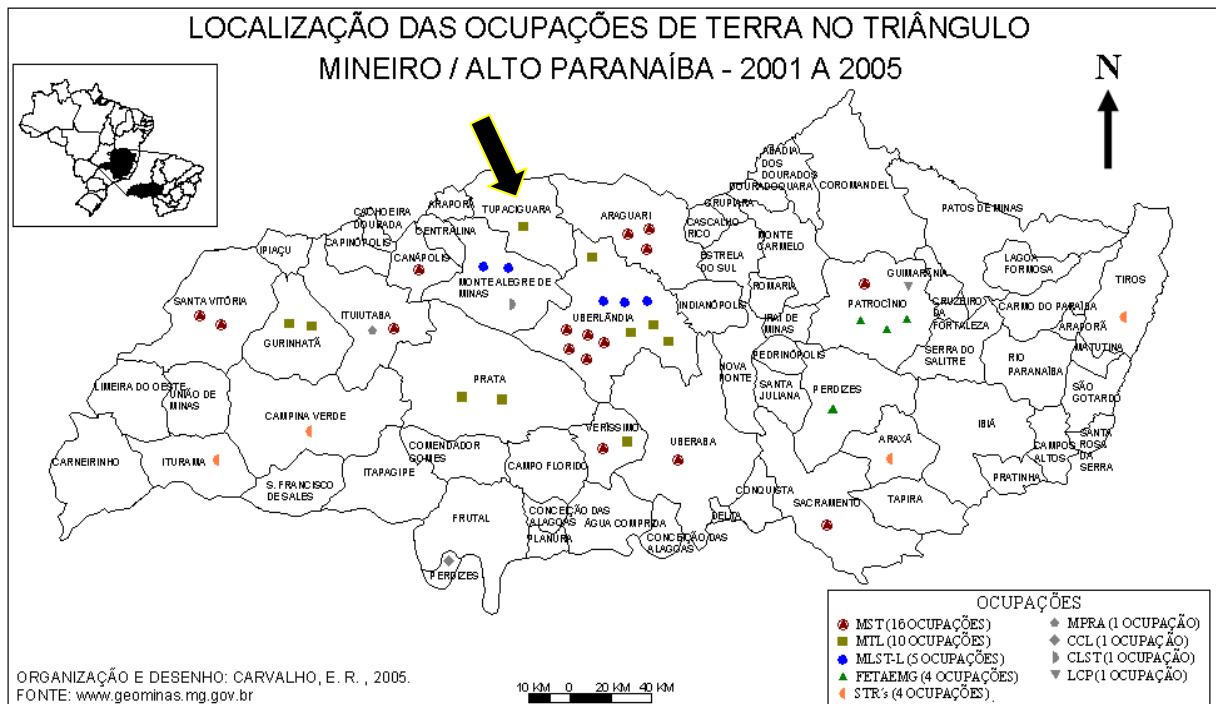 LOCALIZAÇÃO DAS OCUPAÇÕES DE TERRA NO TRIÂNGULO
MINEIRO / ALTO PARANAÍBA - 2001 A 2005
N
ABADIA
DOS
DOURADOS
DOURADOQUARA
COROMANDEL
GRUPIARA
PATOS DE MINAS
ARAPORÃ
TUPACIGUARA
ARAGUARI
CASCALHO
RICO
CACHOEIRA
DOURADA
CENTRALINA
MONTE
CARMELO
IPIAÇU
CAPINÓPOLIS
CANÁPOLIS
ESTRELA
DO SUL
LAGOA
FORMOSA
TIROS
MONTE ALEGRE DE
MINAS
GUIMARÂNIA
ROMARIA
SANTA VITÓRIA
INDIANÓPOLIS
PATROCÍNIO
CRUZEIRO
DA
FORTALEZA
CARMO DO PARAÍBA
ITUIUTABA
UBERLÂNDIA
IRAÍ DE
MINAS
ARAPORÃ
GURINHATÃ
MATUTINA
PEDRINÓPOLIS
SERRA DO
SALITRE
RIO
PARANAÍBA
NOVA
PONTE
LIMEIRA DO OESTE
UNIÃO DE
MINAS
PRATA
SANTA
JULIANA
PERDIZES
SÃO
GOTARDO
CAMPINA VERDE
VERÍSSIMO
UBERABA
ARAXÁ
IBIÁ
SANTA
ROSA
DA
SERRA
CARNEIRINHO
ITURAMA
COMENDADOR
GOMES
ITAPAGIPE
CAMPO FLORIDO
CAMPOS
ALTOS
PRATINHA
S. FRANCISCO
DE SALES
CONQUISTA
SACRAMENTO
TAPIRA
FRUTAL
CONCEIÇÃO DAS
ALAGOAS
ÁGUA COMPRIDA
DELTA
PLANURA
CONCEIÇÃO DAS
ALAGOAS
PERDIZES
OCUPAÇÕES
MST (16 OCUPAÇÕES)
MTL (10 OCUPAÇÕES)
MLST-L (5 OCUPAÇÕES)
FETAEMG (4 OCUPAÇÕES)
STR's (4 OCUPAÇÕES)
MPRA (1 OCUPAÇÃO)
CCL (1 OCUPAÇÃO)
CLST (1 OCUPAÇÃO)
LCP (1 OCUPAÇÃO)
ORGANIZAÇÃO E DESENHO: CARVALHO, E. R. , 2005.
FONTE: www.geominas.mg.gov.br
10 KM 0 20 KM 40 KM